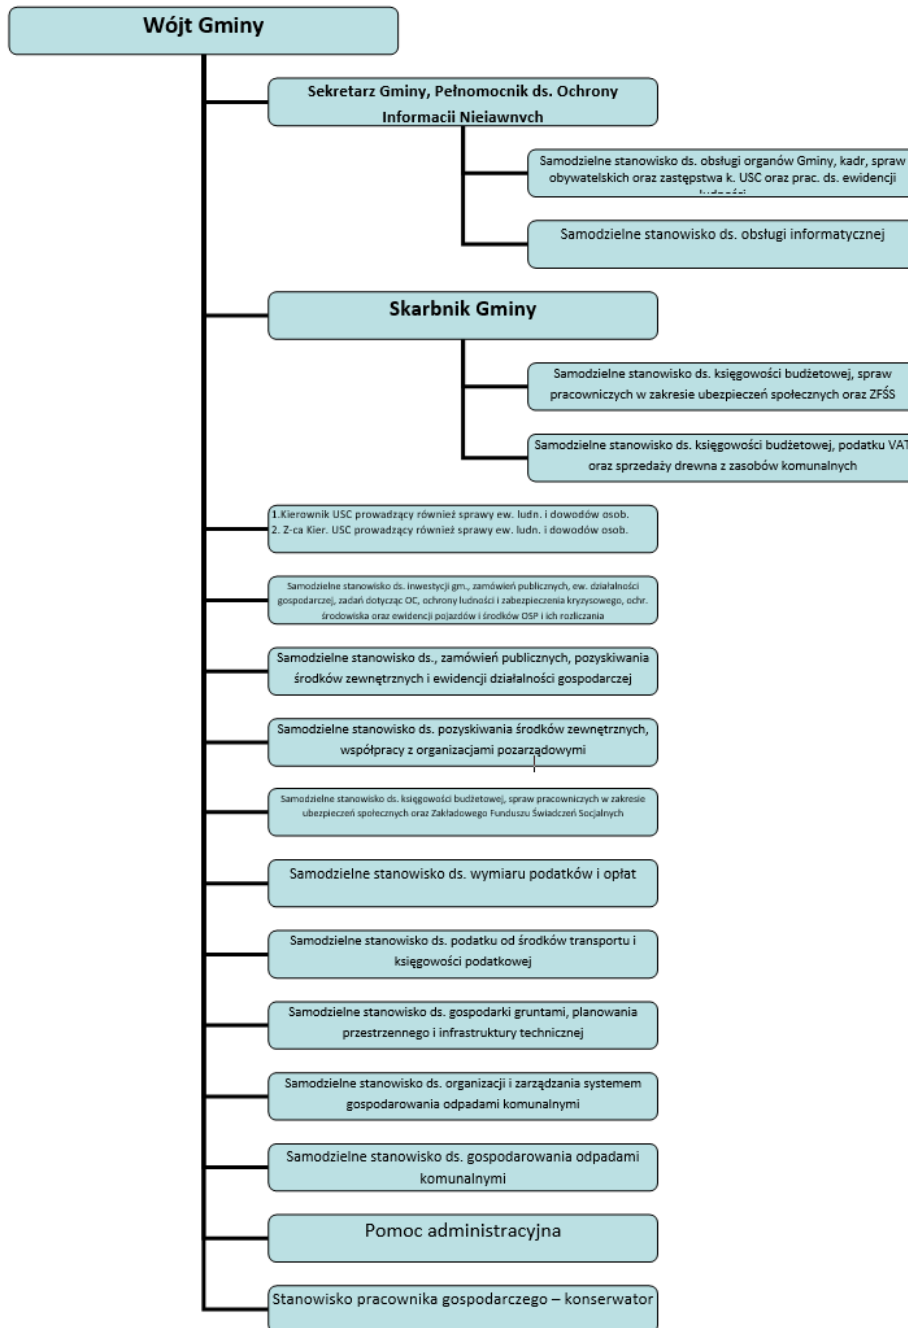 Wójt Gminy
Sekretarz Gminy, Pełnomocnik ds. Ochrony
Informacji Niejawnych
Samodzielne stanowisko ds. obsługi organów Gminy, kadr, spraw
obywatelskich oraz zastępstwa k. USC oraz prac. ds. ewidencji
ludności
Samodzielne stanowisko ds. obsługi informatycznej
Skarbnik Gminy
Samodzielne stanowisko ds. księgowości budżetowej, spraw
pracowniczych w zakresie ubezpieczeń społecznych oraz ZFŚS
Samodzielne stanowisko ds. księgowości budżetowej, podatku VAT
oraz sprzedaży drewna z zasobów komunalnych
1.Kierownik USC prowadzący również sprawy ew. ludn. i dowodów osob.
2. Z-ca Kier. USC prowadzący również sprawy ew. ludn. i dowodów osob.
Samodzielne stanowisko ds. inwestycji gm., zamówień publicznych, ew. działalności
gospodarczej, zadań dotycząc OC, ochrony ludności i zabezpieczenia kryzysowego, ochr.
środowiska oraz ewidencji pojazdów i środków OSP i ich rozliczania
Samodzielne stanowisko ds., zamówień publicznych, pozyskiwania
środków zewnętrznych i ewidencji działalności gospodarczej
Samodzielne stanowisko ds. pozyskiwania środków zewnętrznych,
współpracy z organizacjami pozarządowymi
Samodzielne stanowisko ds. księgowości budżetowej, spraw pracowniczych w zakresie
ubezpieczeń społecznych oraz Zakładowego Funduszu Świadczeń Socjalnych
Samodzielne stanowisko ds. wymiaru podatków i opłat
Samodzielne stanowisko ds. podatku od środków transportu i
księgowości podatkowej
Samodzielne stanowisko ds. gospodarki gruntami, planowania
przestrzennego i infrastruktury technicznej
Samodzielne stanowisko ds. organizacji i zarządzania systemem
gospodarowania odpadami komunalnymi
Samodzielne stanowisko ds. gospodarowania odpadami
komunalnymi
Pomoc administracyjna
Stanowisko pracownika gospodarczego – konserwator